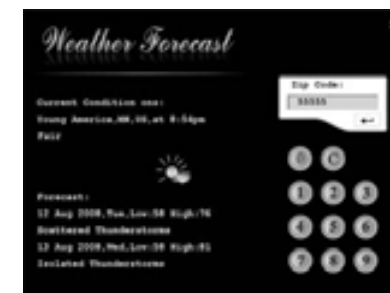 Weather Forecast
Current Condition ons:
Young America,MN,US,at 8:54pm
Fair
Forecast:
12 Aug 2008,Tue,Low:58 High:76
Scattered Thunderstorms
13 Aug 2008,Wed,Low:58 High:81
Isolated Thunderstorms
Zip Code:
55555
0 C
1 2 3
4 5 6
7 8 9